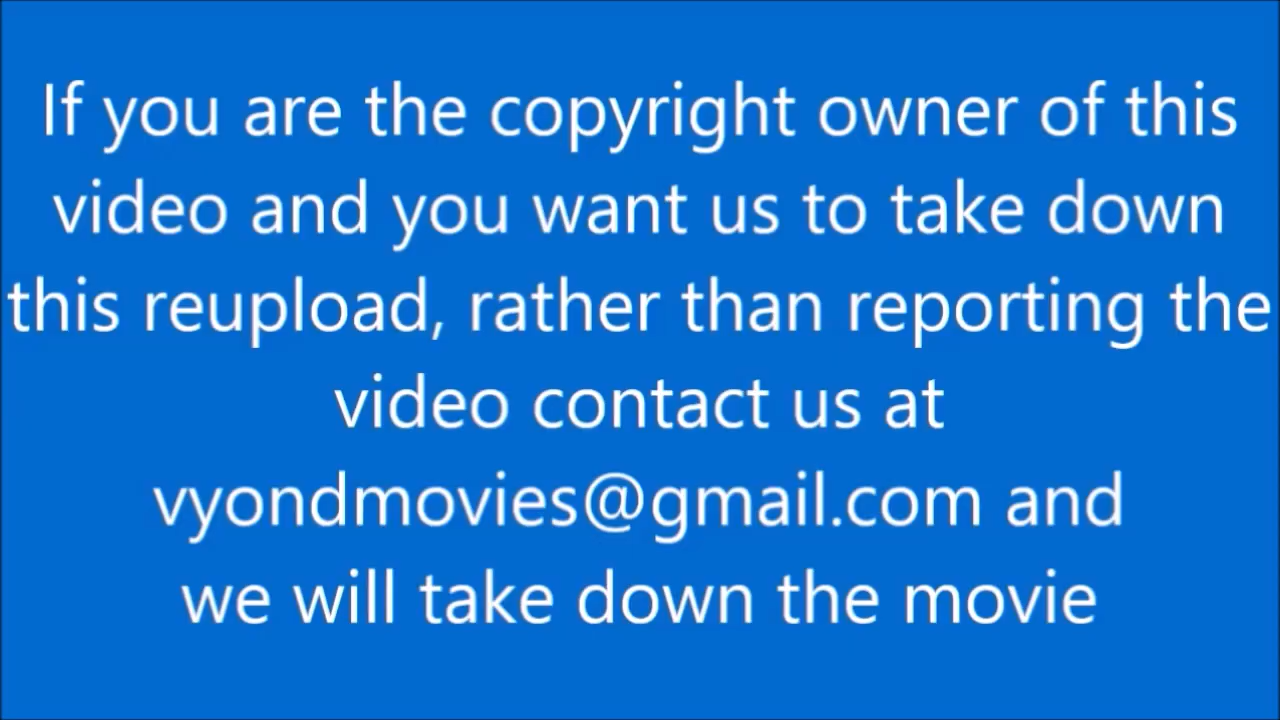 If you are the copyright owner of this
video and you want us to take down
this reupload, rather than reporting the
video contact us at
vyondmovies@gmail.com and
we will take down the movie